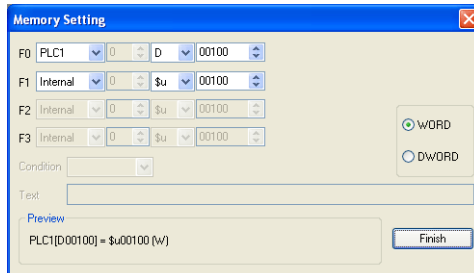 Memory Setting
F0 PLC1 0 D 00100
F1 Internal 0 $u 00100
F2 Internal 0 $u 00100
F3 Internal 0 $u 00100
WORD
DWORD
Condition
Text
Preview
PLC1[D00100] = $u00100 (W)
Finish